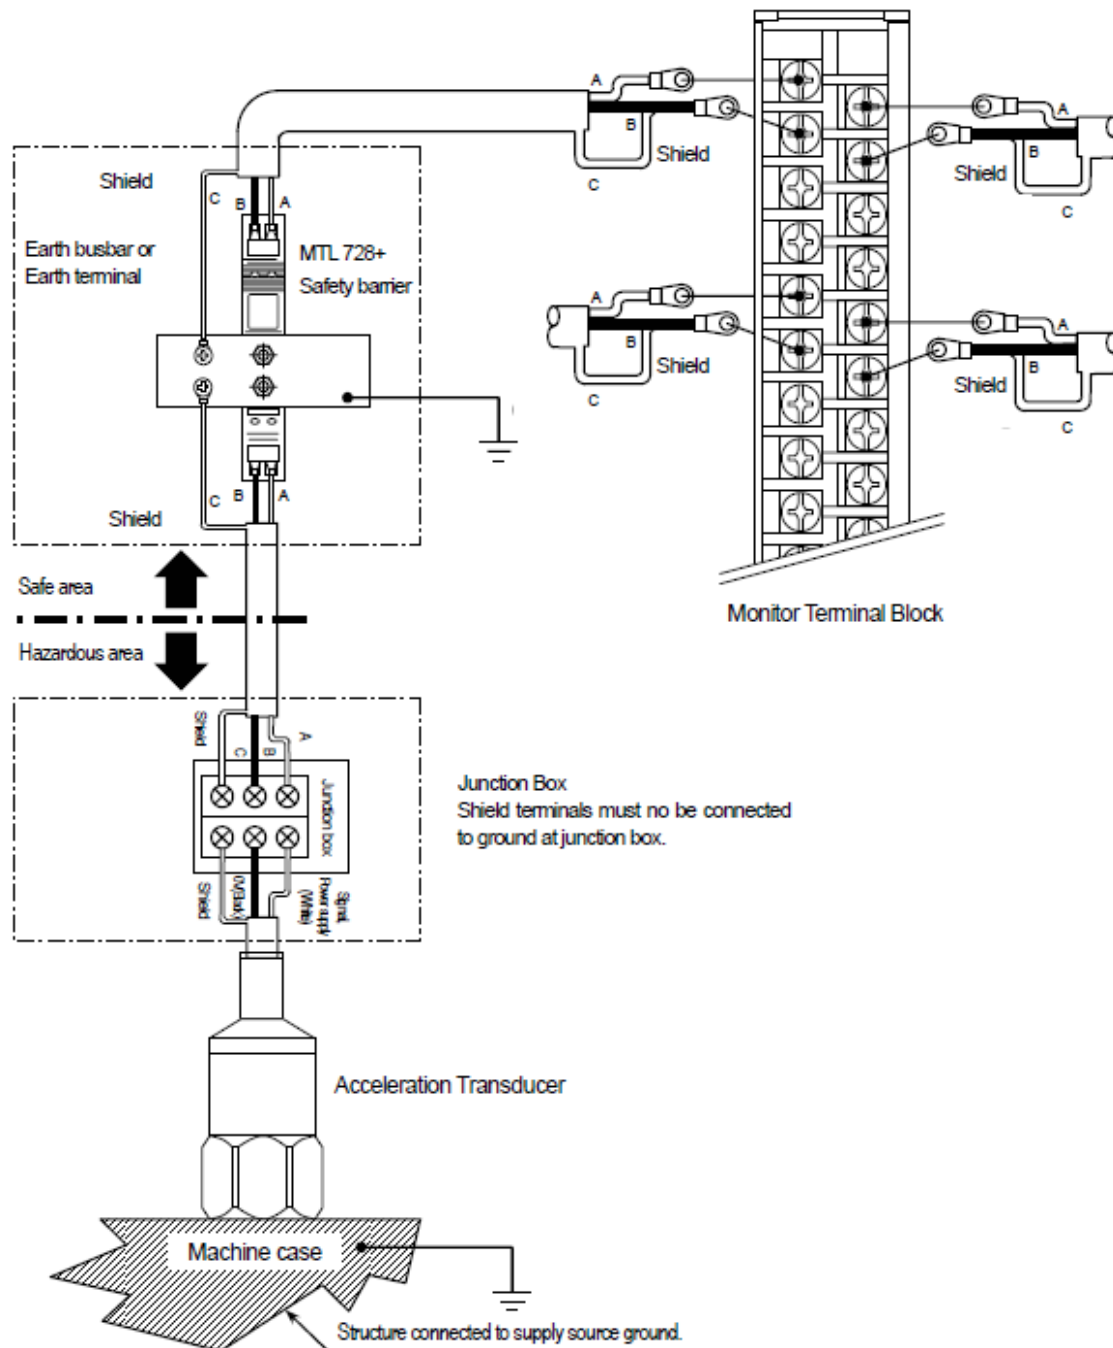 A
B
Shield
C
A
B
Shield
C
Shield
C
B
A
Earth busbar or
Earth terminal
MTL 728+
Safety barrier
A
B
Shield
C
A
B
Shield
C
C
B
A
Shield
Safe area
Monitor Terminal Block
Hazardous area
Shield
C
B
A
Junction box
Junction Box
Shield terminals must no be connected
to ground at junction box.
Shield
(White)
Power supply
Signal,
Acceleration Transducer
Machine case
Structure connected to supply source ground.